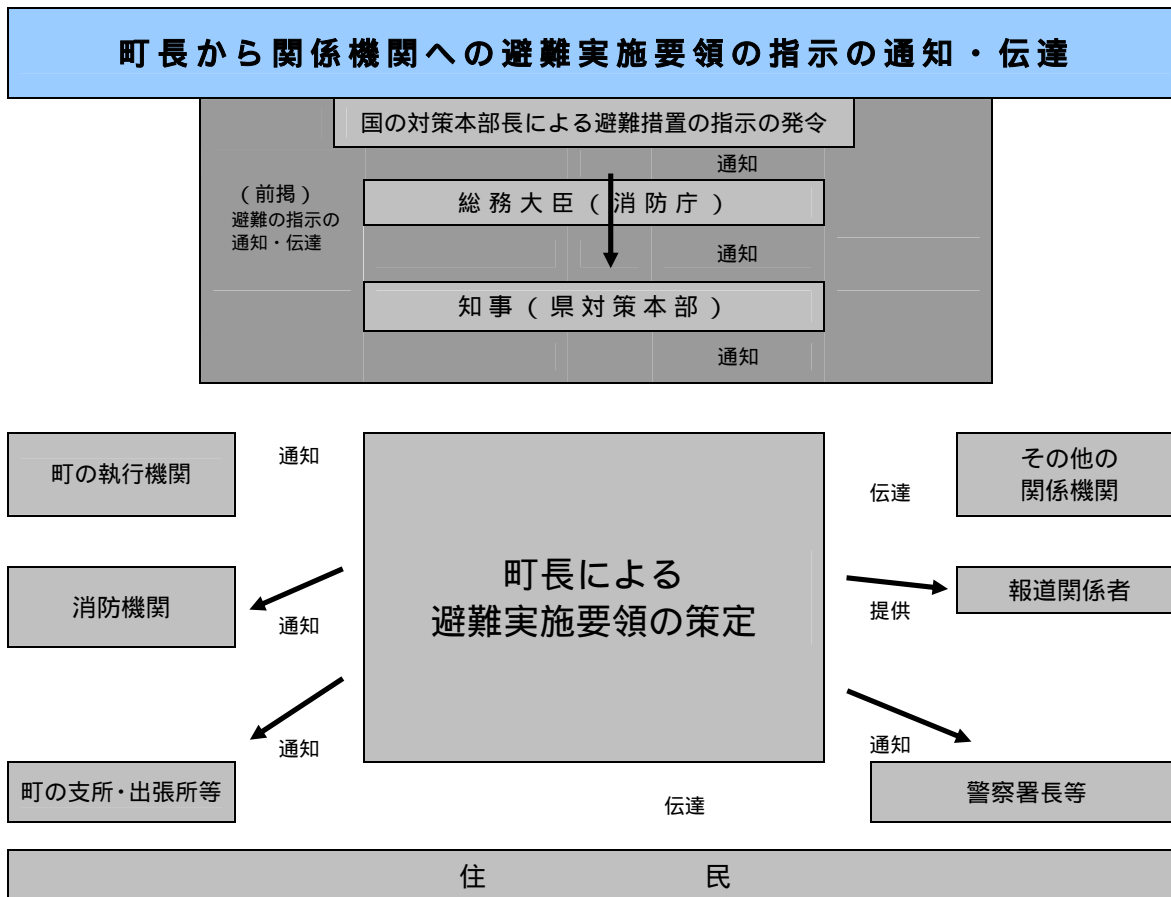 町長から関係機関への避難実施要領の指示の通知・伝達
国の対策本部長による避難措置の指示の発令
通知
(前掲)
避難の指示の
通知・伝達
総務大臣(消防庁)
通知
知事(県対策本部)
通知
町の執行機関
通知
町長による
避難実施要領の策定
伝達
その他の
関係機関
消防機関
通知
提供
報道関係者
町の支所・出張所等
通知
伝達
通知
警察署長等
住民